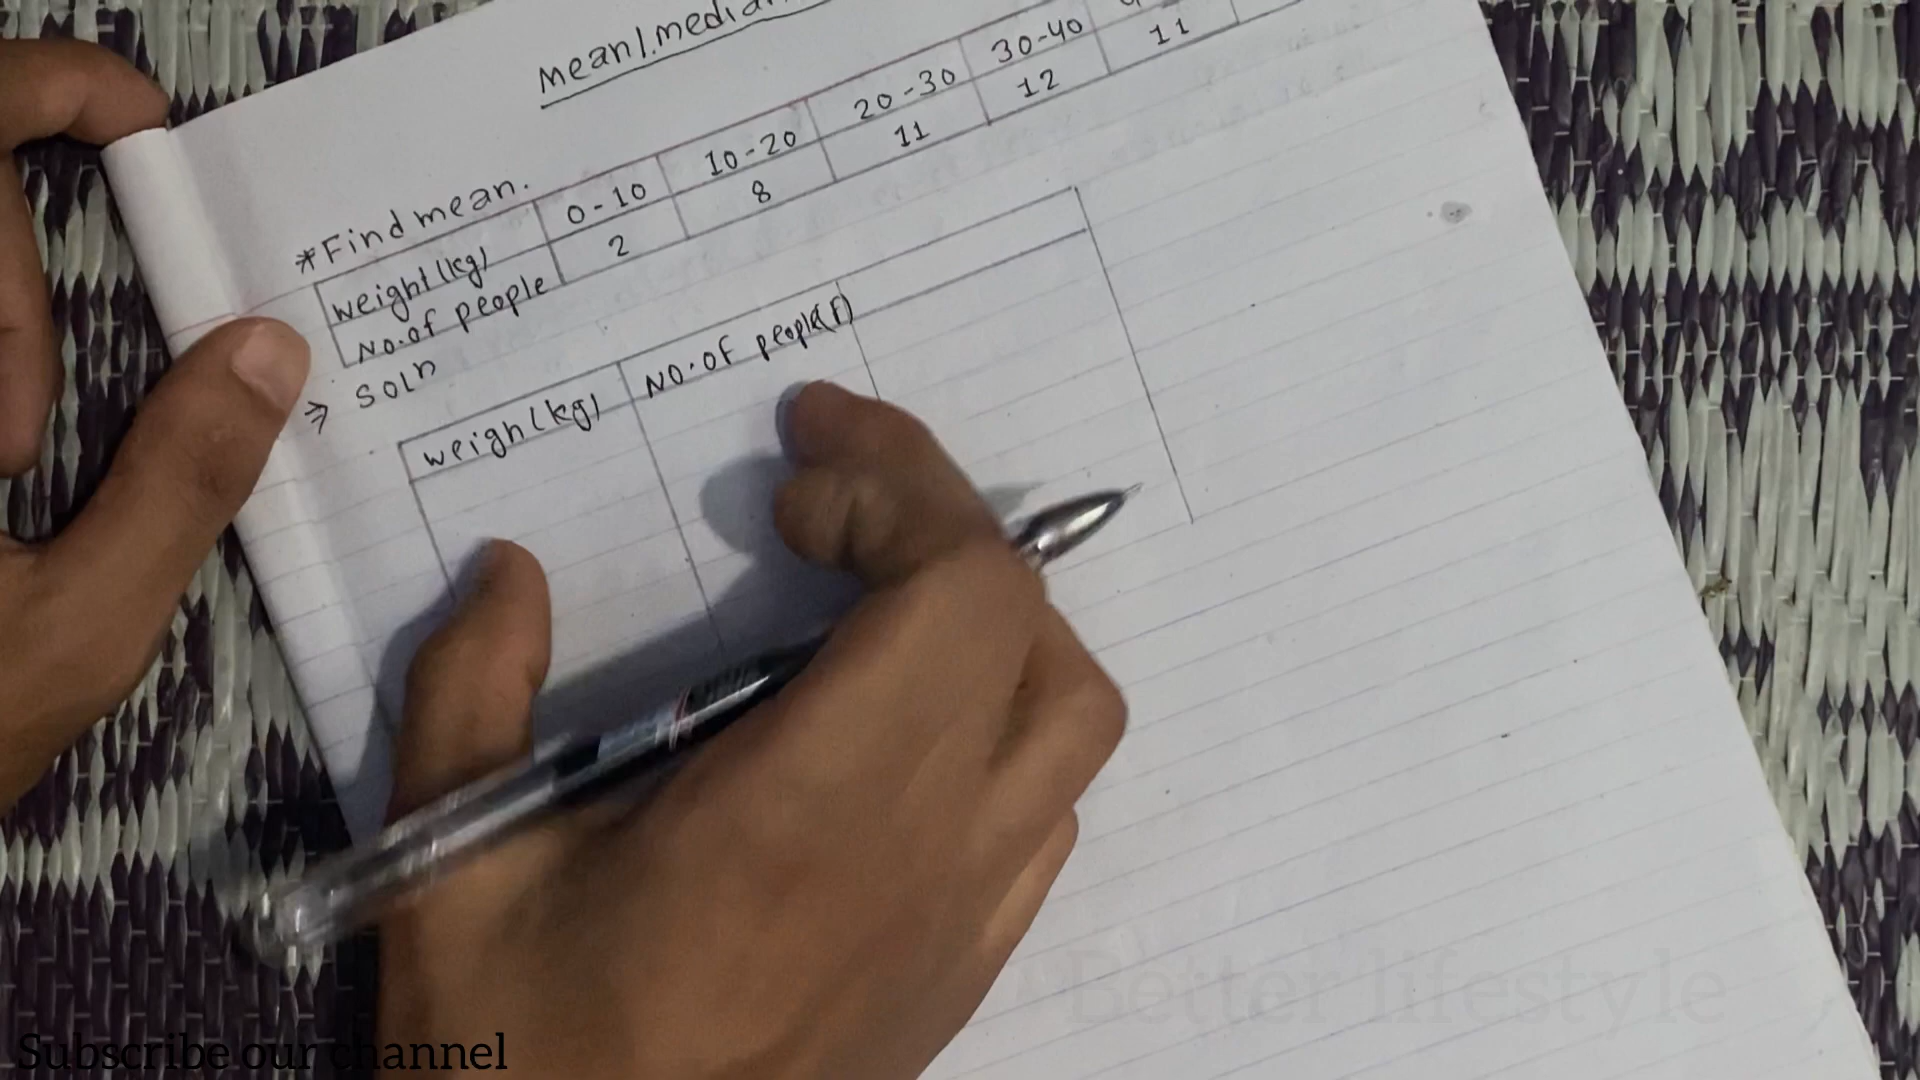 mean/.median
*Find mean.
weight(kg) 0-10 10-20 20-30 30-40
No.of people 2 8 11 12 11
⇒ soln
weigh(kg) No.of people(f)
Better lifestyle
Subscribe our channel